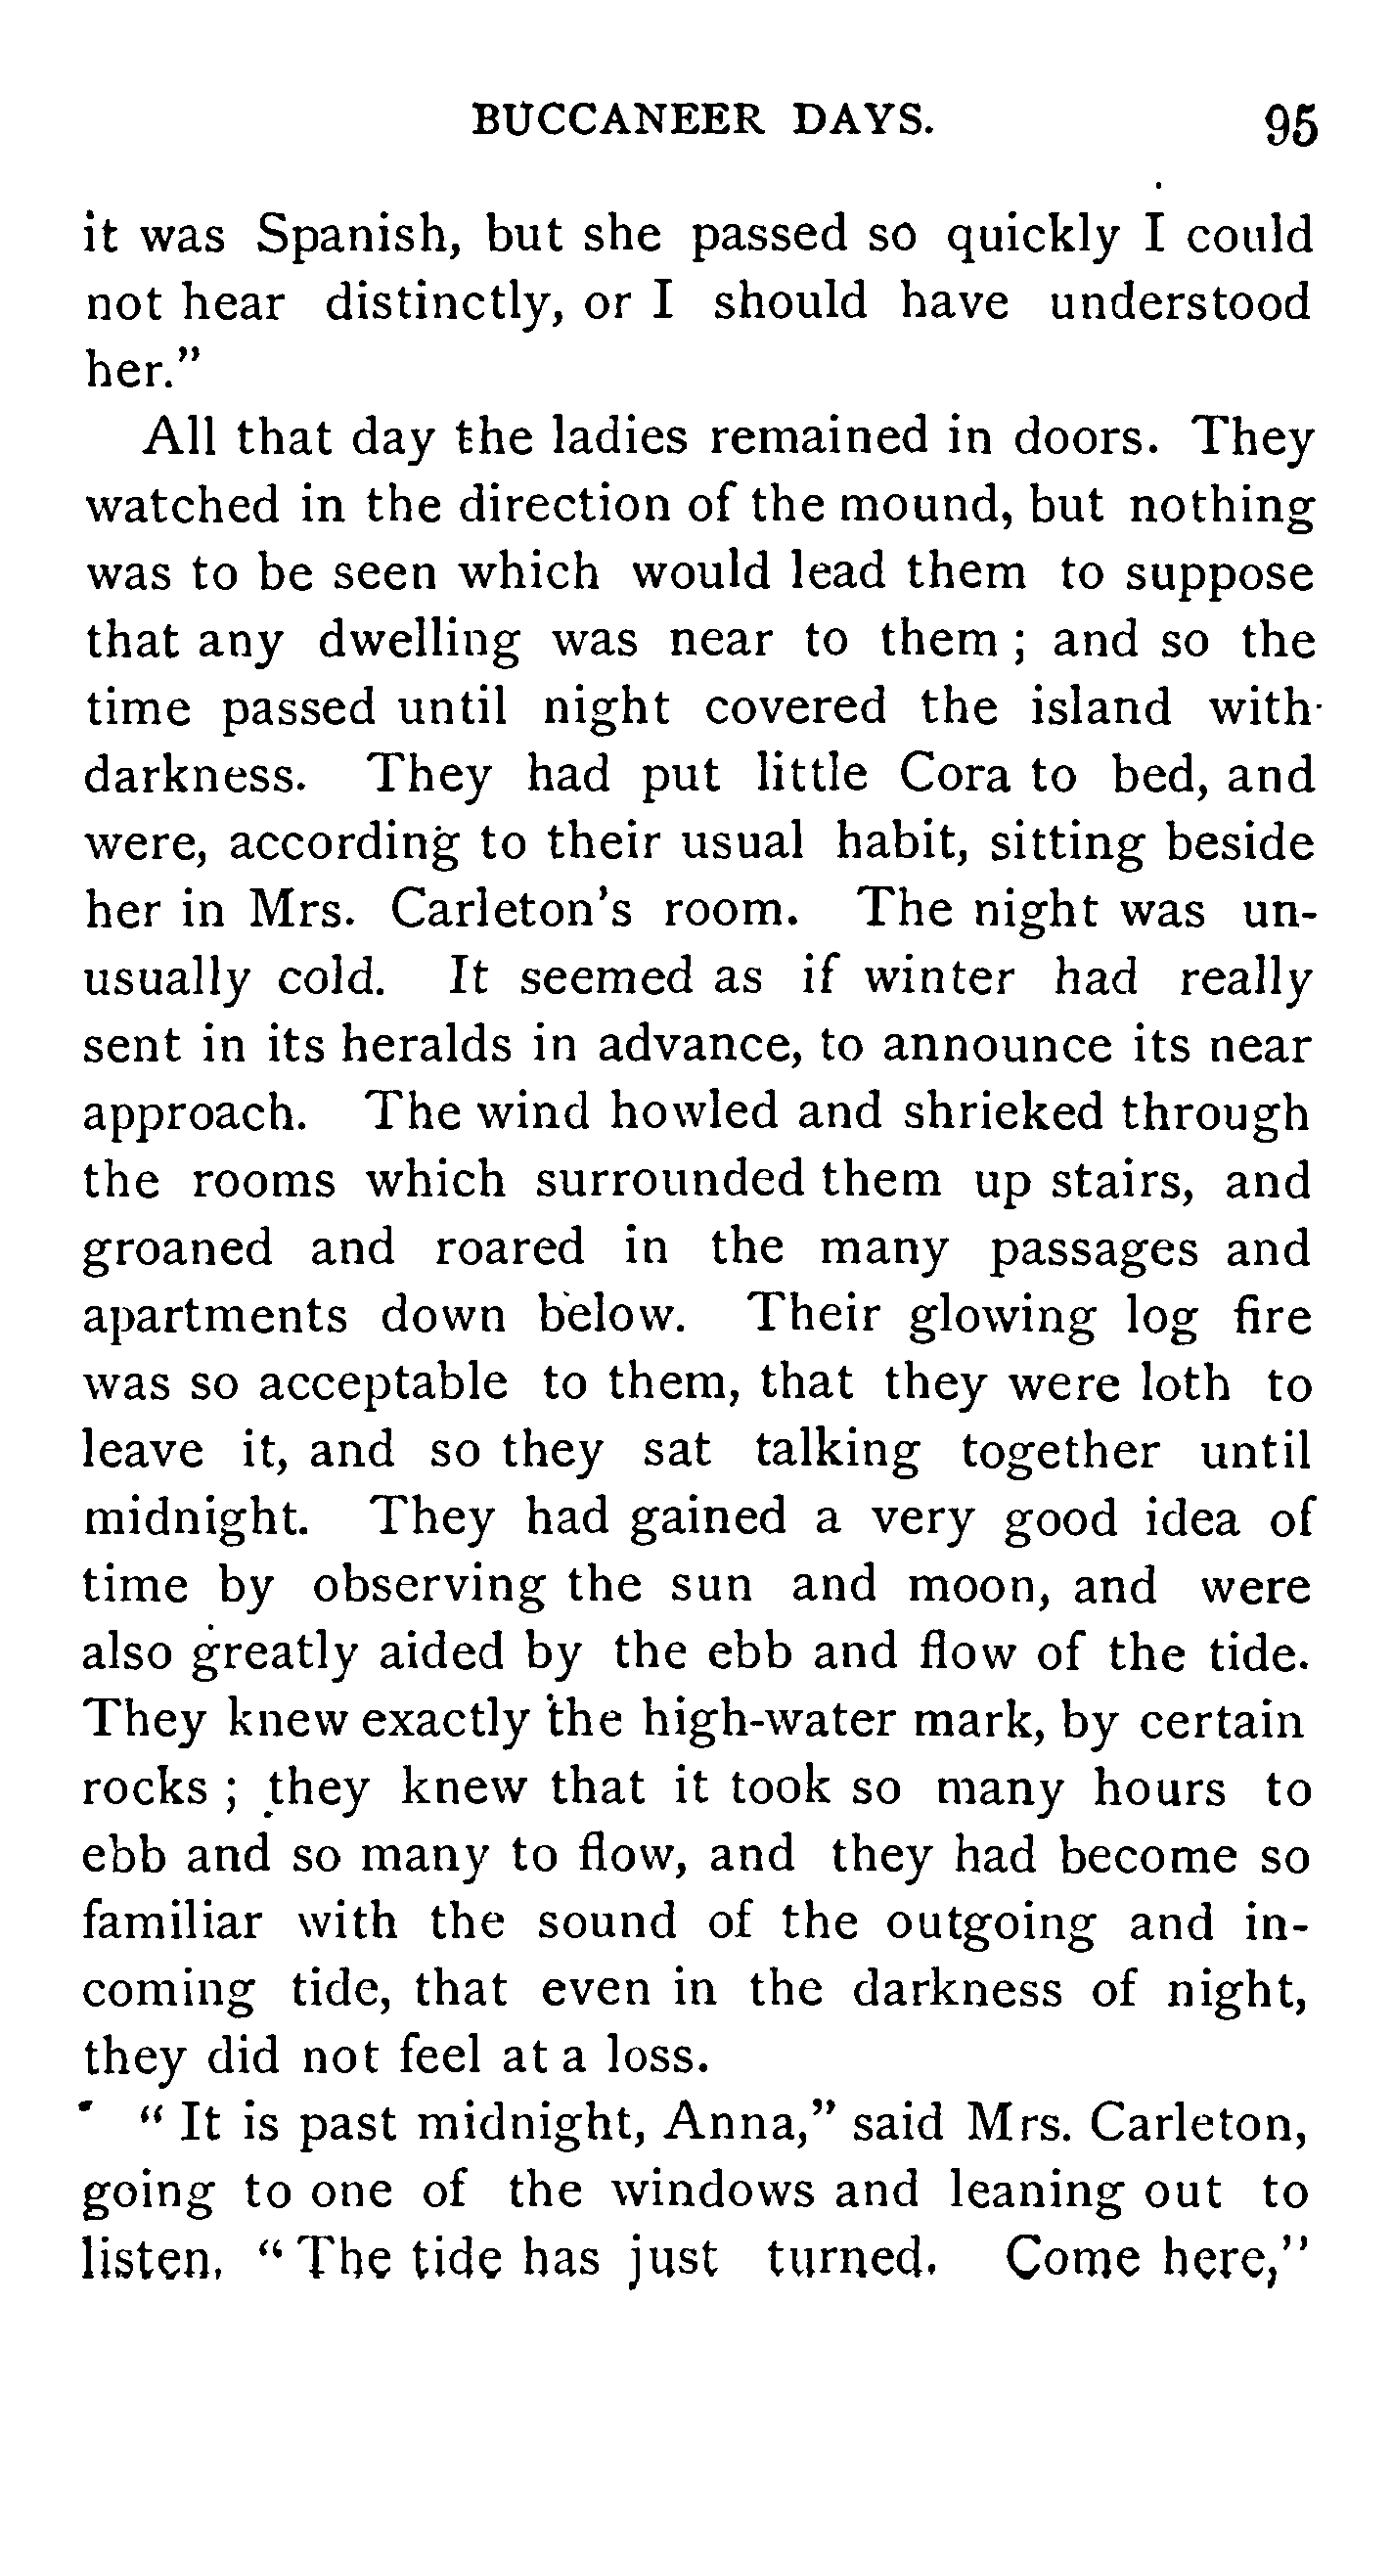 BUCCANEER DAYS. 95
it was Spanish, but she passed so quickly I could
not hear distinctly, or I should have understood
her.”
All that day the ladies remained in doors. They
watched in the direction of the mound, but nothing
was to be seen which would lead them to suppose
that any dwelling was near to them ; and so the
time passed until night covered the island with
darkness. They had put little Cora to bed, and
were, according to their usual habit, sitting beside
her in Mrs. Carleton’s room. The night was un-
usually cold. It seemed as if winter had really
sent in its heralds in advance, to announce its near
approach. The wind howled and shrieked through
the rooms which surrounded them up stairs, and
groaned and roared in the many passages and
apartments down below. Their glowing log fire
was so acceptable to them, that they were loth to
leave it, and so they sat talking together until
midnight. They had gained a very good idea of
time by observing the sun and moon, and were
also greatly aided by the ebb and flow of the tide.
They knew exactly the high-water mark, by certain
rocks ; they knew that it took so many hours to
ebb and so many to flow, and they had become so
familiar with the sound of the outgoing and in-
coming tide, that even in the darkness of night,
they did not feel at a loss.
“ It is past midnight, Anna,” said Mrs. Carleton,
going to one of the windows and leaning out to
listen. “ The tide has just turned. Come here,”